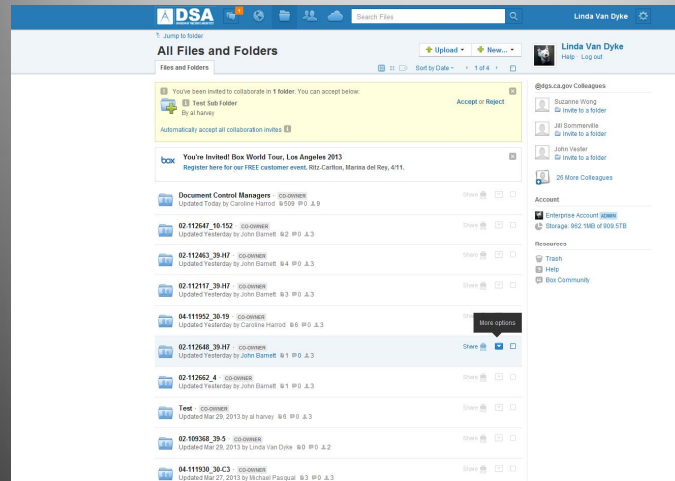 DSA
1
Search Files
Linda Van Dyke
Jump to folder
All Files and Folders
Upload
New...
Linda Van Dyke
Help · Log out
Files and Folders
Sort by Date
1 of 4
You've been invited to collaborate in 1 folder. You can accept below:
Test Sub Folder
By al harvey
Accept or Reject
Automatically accept all collaboration invites
box
You're Invited! Box World Tour, Los Angeles 2013
Register here for our FREE customer event. Ritz-Carlton, Marina del Rey, 4/11.
Document Control Managers · CO-OWNER
Updated Today by Caroline Harrod 509 0 9
Share
02-112647_10-152 · CO-OWNER
Updated Yesterday by John Barnett 2 0 3
Share
02-112463_39-H7 · CO-OWNER
Updated Yesterday by John Barnett 4 0 3
Share
02-112117_39-H7 · CO-OWNER
Updated Yesterday by John Barnett 3 0 3
Share
04-111952_30-19 · CO-OWNER
Updated Yesterday by Caroline Harrod 6 0 3
More options
02-112648_39-H7 · CO-OWNER
Updated Yesterday by John Barnett 1 0 3
Share
02-112662_4 · CO-OWNER
Updated Yesterday by John Barnett 1 0 3
Share
Test · CO-OWNER
Updated Mar 29, 2013 by al harvey 6 0 3
Share
02-109368_39-5 · CO-OWNER
Updated Mar 29, 2013 by Linda Van Dyke 0 0 2
Share
04-111930_30-C3 · CO-OWNER
Updated Mar 27, 2013 by Michael Pasqual 3 0 3
Share
@dgs.ca.gov Colleagues
Suzanne Wong
Invite to a folder
Jill Sommerville
Invite to a folder
John Vester
Invite to a folder
26 More Colleagues
Account
Enterprise Account ADMIN
Storage: 962.1MB of 909.5TB
Resources
Trash
Help
Box Community